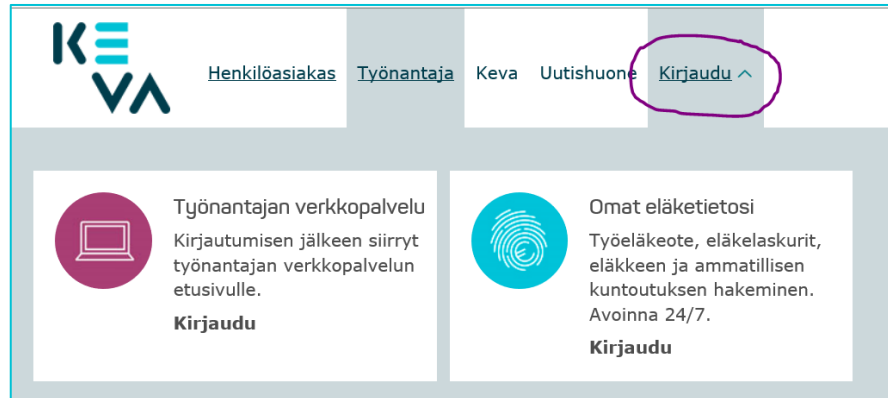 KEVA
Henkilöasiakas Työnantaja Keva Uutishuone Kirjaudu
Työnantajan verkkopalvelu
Kirjautumisen jälkeen siirryt
työnantajan verkkopalvelun
etusivulle.
Kirjaudu
Omat eläketietosi
Työeläkeote, eläkelaskurit,
eläkkeen ja ammatillisen
kuntoutuksen hakeminen.
Avoinna 24/7.
Kirjaudu